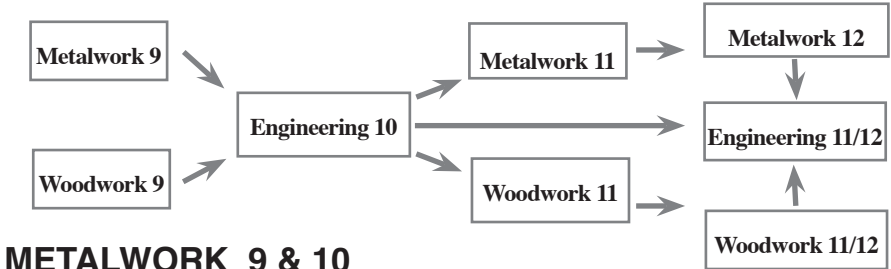 Metalwork 9
Metalwork 11
Metalwork 12
Engineering 10
Engineering 11/12
Woodwork 9
Woodwork 11
Woodwork 11/12
METALWORK 9 & 10